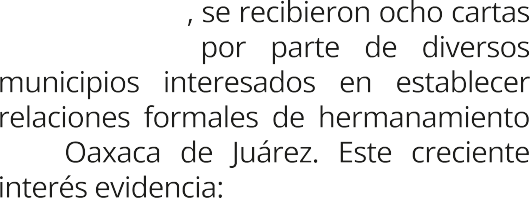 , se recibieron ocho cartas
por parte de diversos
municipios interesados en establecer
relaciones formales de hermanamiento
Oaxaca de Juárez. Este creciente
interés evidencia: